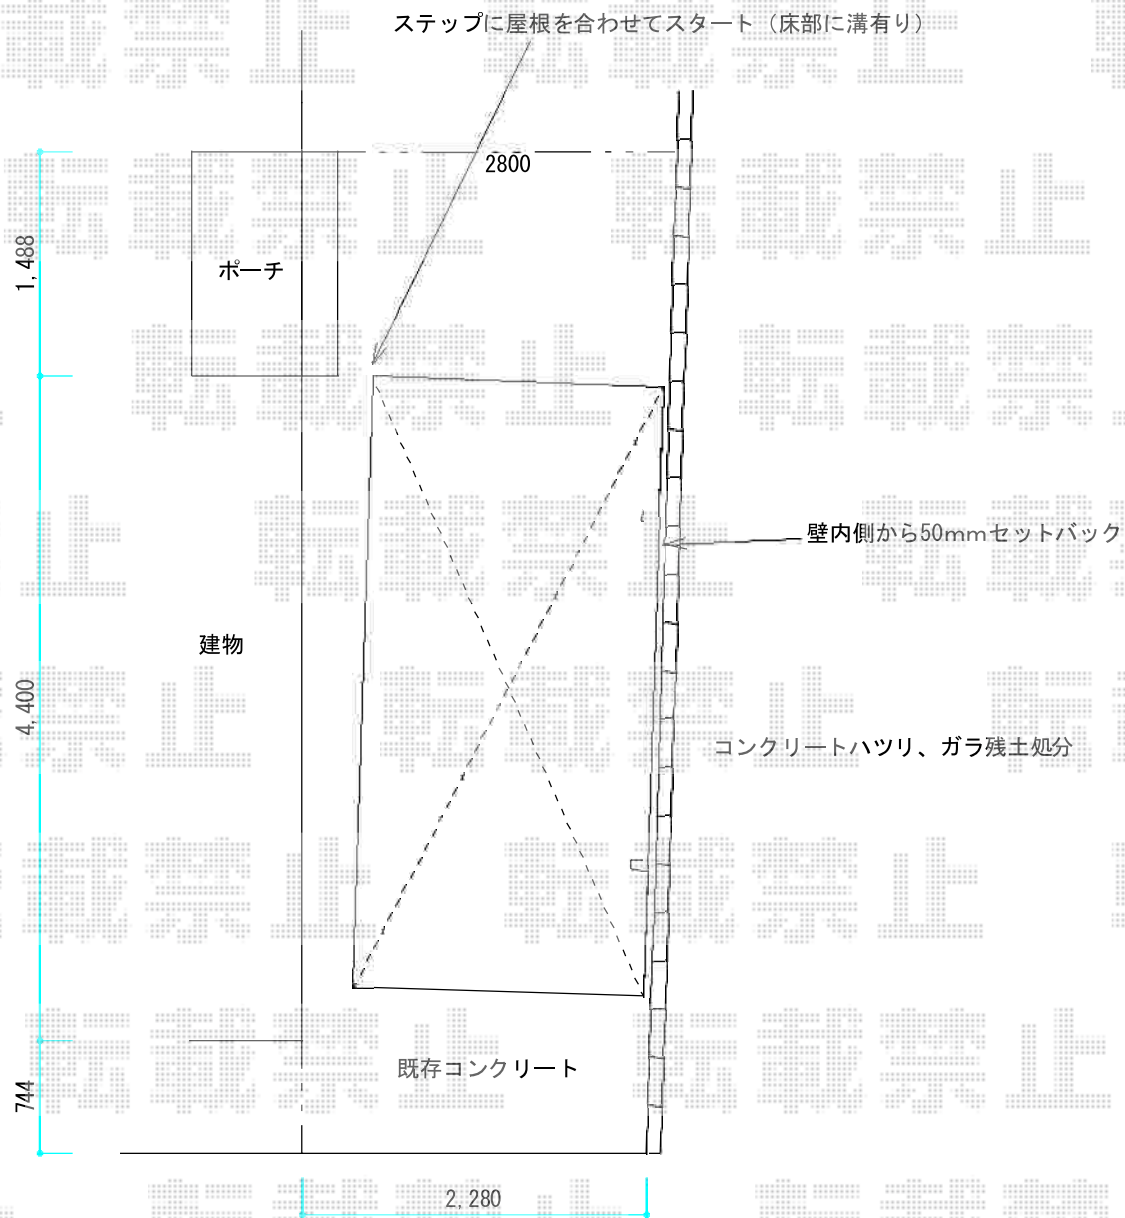 ステップに屋根を合わせてスタート（床部に溝有り）
2800
1,488
ポーチ
壁内側から50mmセットバック
建物
4,400
コンクリートハツリ、ガラ残土処分
既存コンクリート
744
2,280
転載禁止